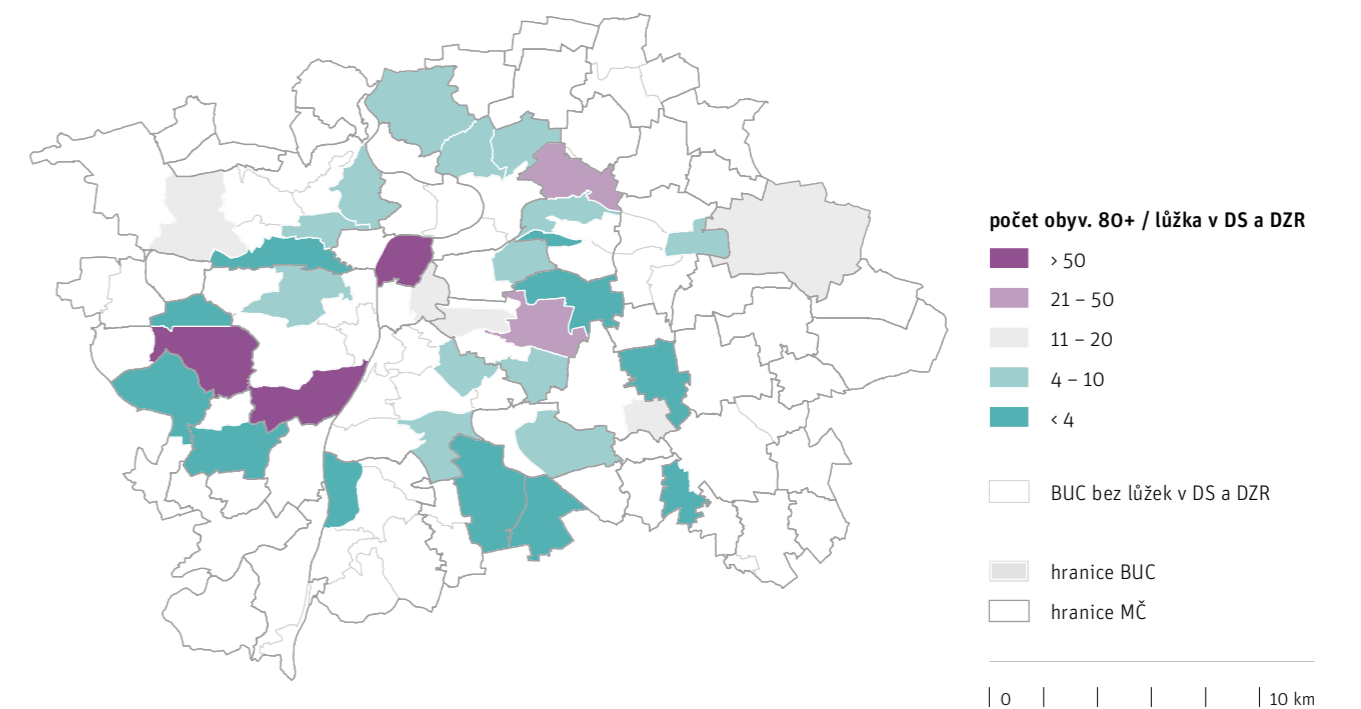 počet obyv. 80+ / lůžka v DS a DZR
> 50
21 – 50
11 – 20
4 – 10
< 4
BUC bez lůžek v DS a DZR
hranice BUC
hranice MČ
0 10 km